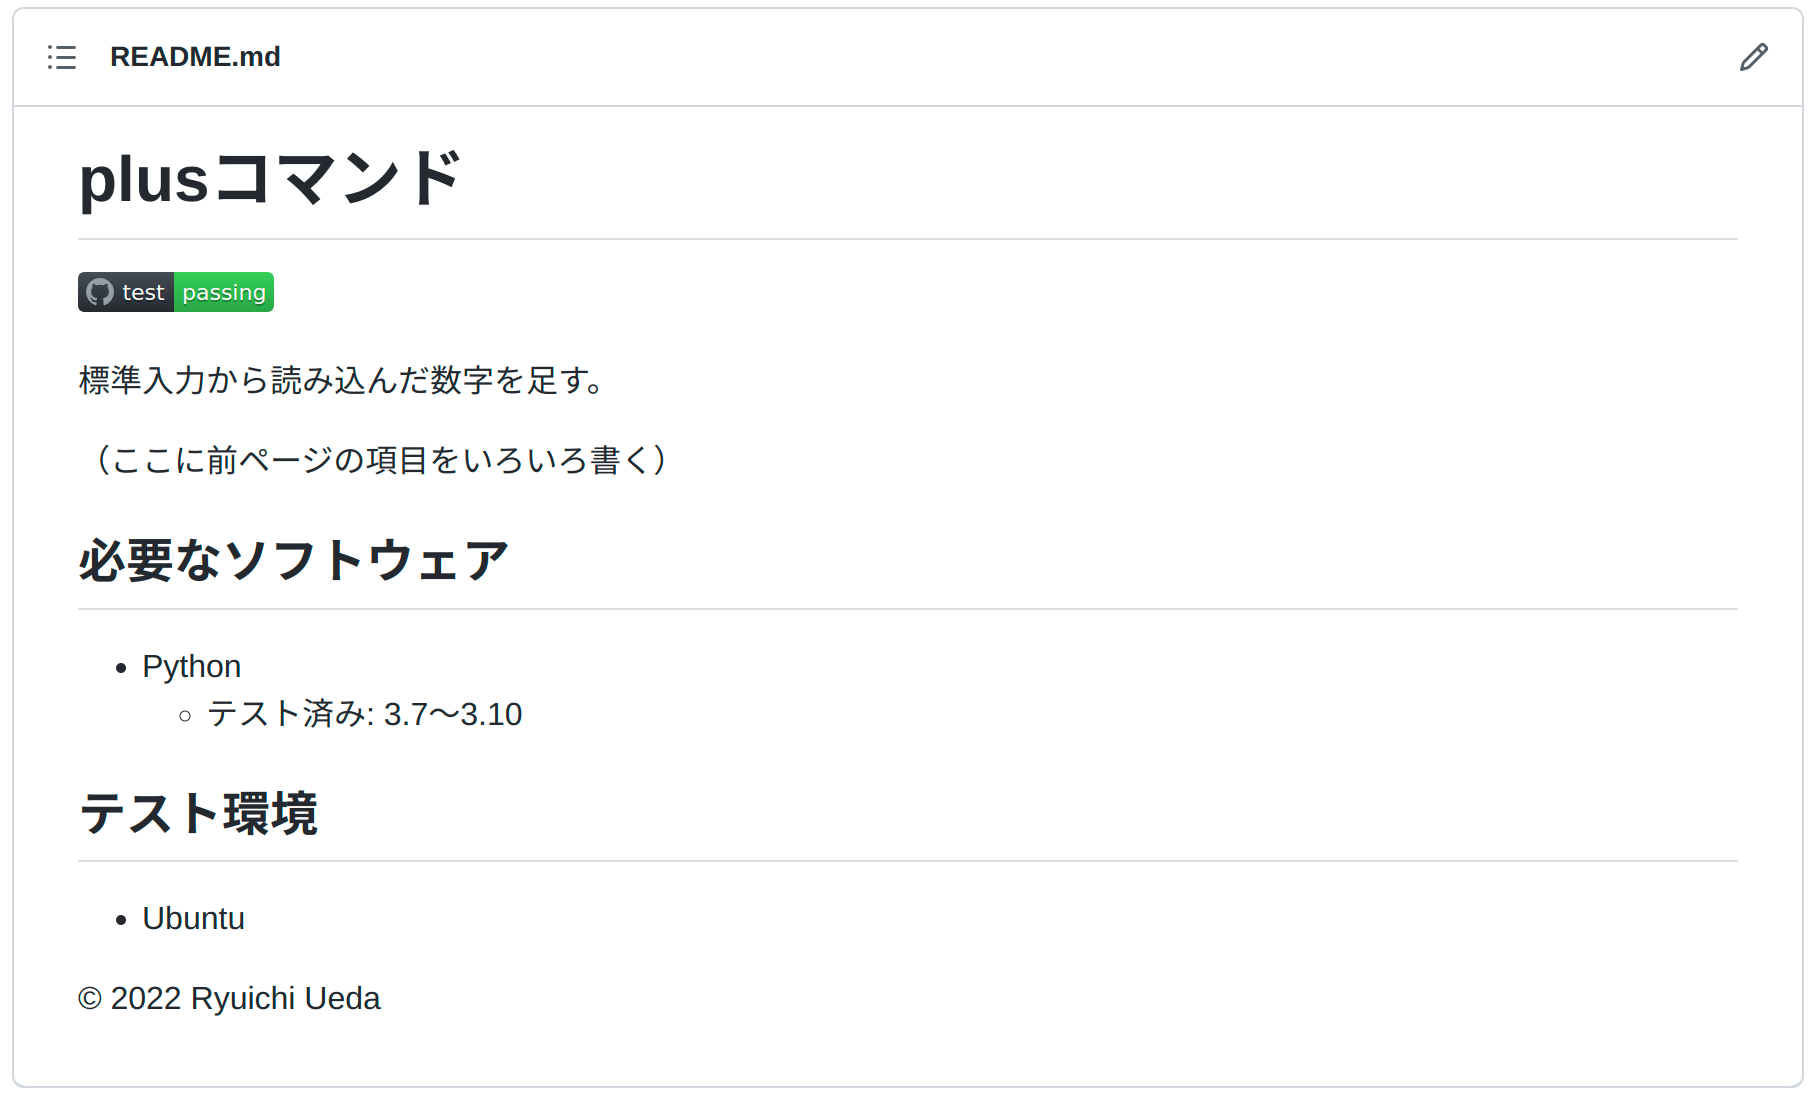 README.md
plusコマンド
test passing
標準入力から読み込んだ数字を足す。
（ここに前ページの項目をいろいろ書く）
必要なソフトウェア
Python
テスト済み: 3.7〜3.10
テスト環境
Ubuntu
© 2022 Ryuichi Ueda